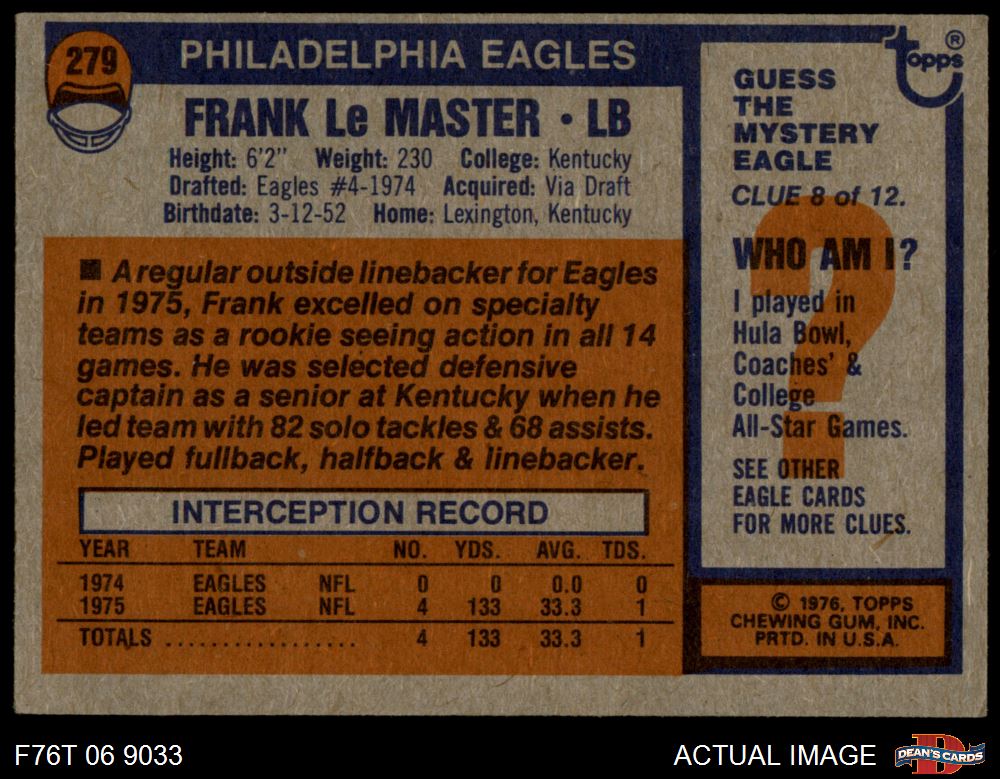 279
PHILADELPHIA EAGLES
FRANK Le MASTER · LB
Height: 6'2" Weight: 230 College: Kentucky
Drafted: Eagles #4-1974 Acquired: Via Draft
Birthdate: 3-12-52 Home: Lexington, Kentucky
■ A regular outside linebacker for Eagles
in 1975, Frank excelled on specialty
teams as a rookie seeing action in all 14
games. He was selected defensive
captain as a senior at Kentucky when he
led team with 82 solo tackles & 68 assists.
Played fullback, halfback & linebacker.
INTERCEPTION RECORD
YEAR TEAM NO. YDS. AVG. TDS.
1974 EAGLES NFL 0 0 0.0 0
1975 EAGLES NFL 4 133 33.3 1
TOTALS .................. 4 133 33.3 1
topps ®
GUESS
THE
MYSTERY
EAGLE
CLUE 8 of 12.
WHO AM I?
I played in
Hula Bowl,
Coaches' &
College
All-Star Games.
SEE OTHER
EAGLE CARDS
FOR MORE CLUES.
© 1976, TOPPS
CHEWING GUM, INC.
PRTD. IN U.S.A.
F76T 06 9033
ACTUAL IMAGE
DEAN'S CARDS